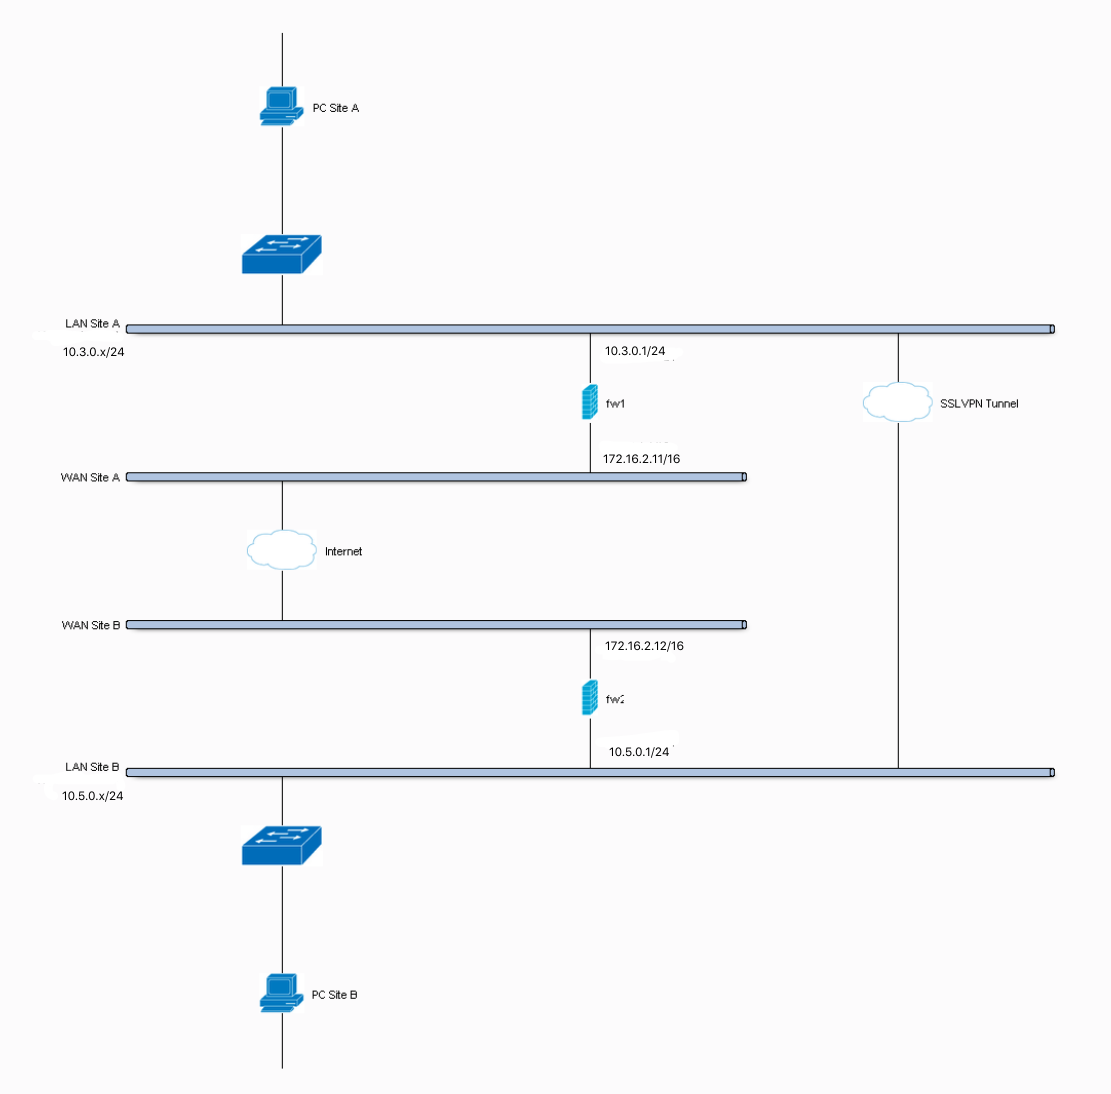 PC Site A
LAN Site A
10.3.0.x/24
10.3.0.1/24
fw1
SSLVPN Tunnel
172.16.2.11/16
WAN Site A
Internet
WAN Site B
172.16.2.12/16
fw2
10.5.0.1/24
LAN Site B
10.5.0.x/24
PC Site B